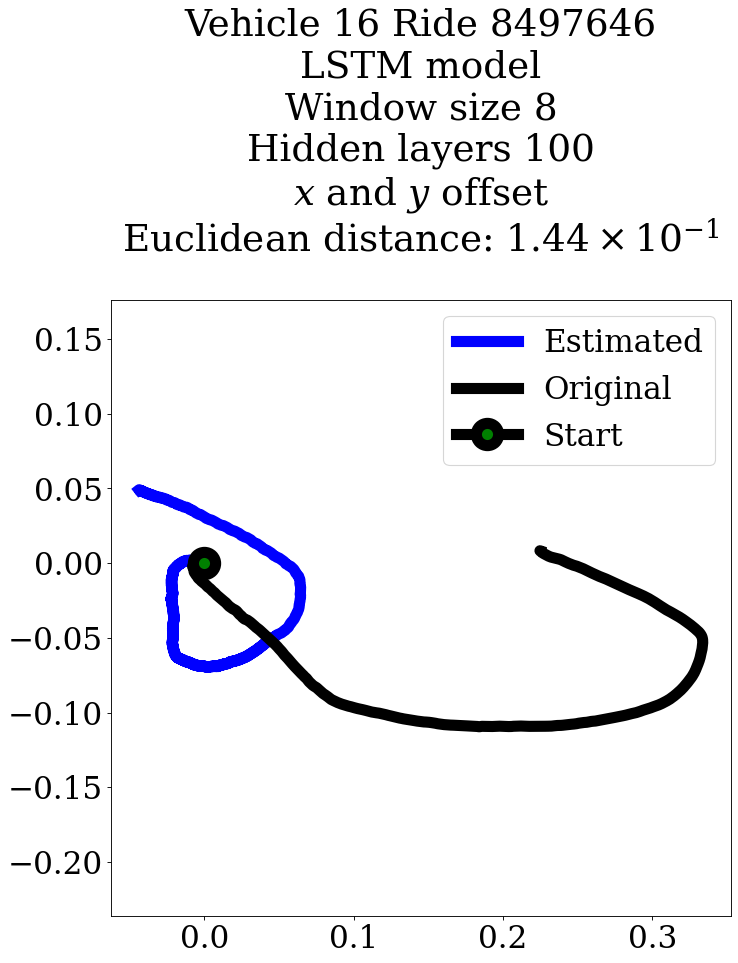 Vehicle 16 Ride 8497646
LSTM model
Window size 8
Hidden layers 100
x and y offset
Euclidean distance: 1.44 × 10⁻¹
Estimated
Original
Start
0.15
0.10
0.05
0.00
−0.05
−0.10
−0.15
−0.20
0.0 0.1 0.2 0.3